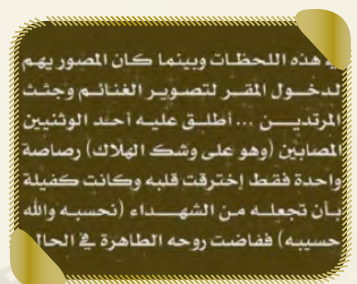 هذه اللحظات وبينما كان المصور يهم
لدخول المقر لتصوير الغنائم وجثث
المرتدين ... أطلق عليه أحد الوثنيين
المصابين (وهو على وشك الهلاك) رصاصة
واحدة فقط إخترقت قلبه وكانت كفيلة
بأن تجعله من الشهداء (نحسبه والله
حسيبه) ففاضت روحه الطاهرة في الحال